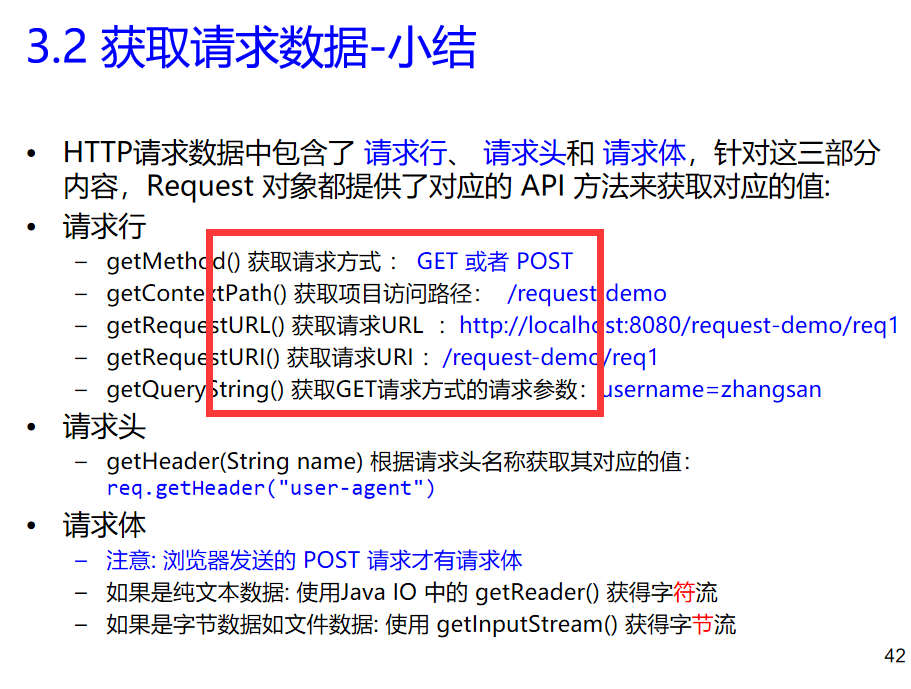 3.2 获取请求数据-小结
• HTTP请求数据中包含了 请求行、 请求头和 请求体，针对这三部分
内容，Request 对象都提供了对应的 API 方法来获取对应的值:
• 请求行
– getMethod() 获取请求方式 ： GET 或者 POST
– getContextPath() 获取项目访问路径： /request-demo
– getRequestURL() 获取请求URL ：http://localhost:8080/request-demo/req1
– getRequestURI() 获取请求URI ：/request-demo/req1
– getQueryString() 获取GET请求方式的请求参数：username=zhangsan
• 请求头
– getHeader(String name) 根据请求头名称获取其对应的值：
req.getHeader("user-agent")
• 请求体
– 注意: 浏览器发送的 POST 请求才有请求体
– 如果是纯文本数据: 使用Java IO 中的 getReader() 获得字符流
– 如果是字节数据如文件数据: 使用 getInputStream() 获得字节流
42